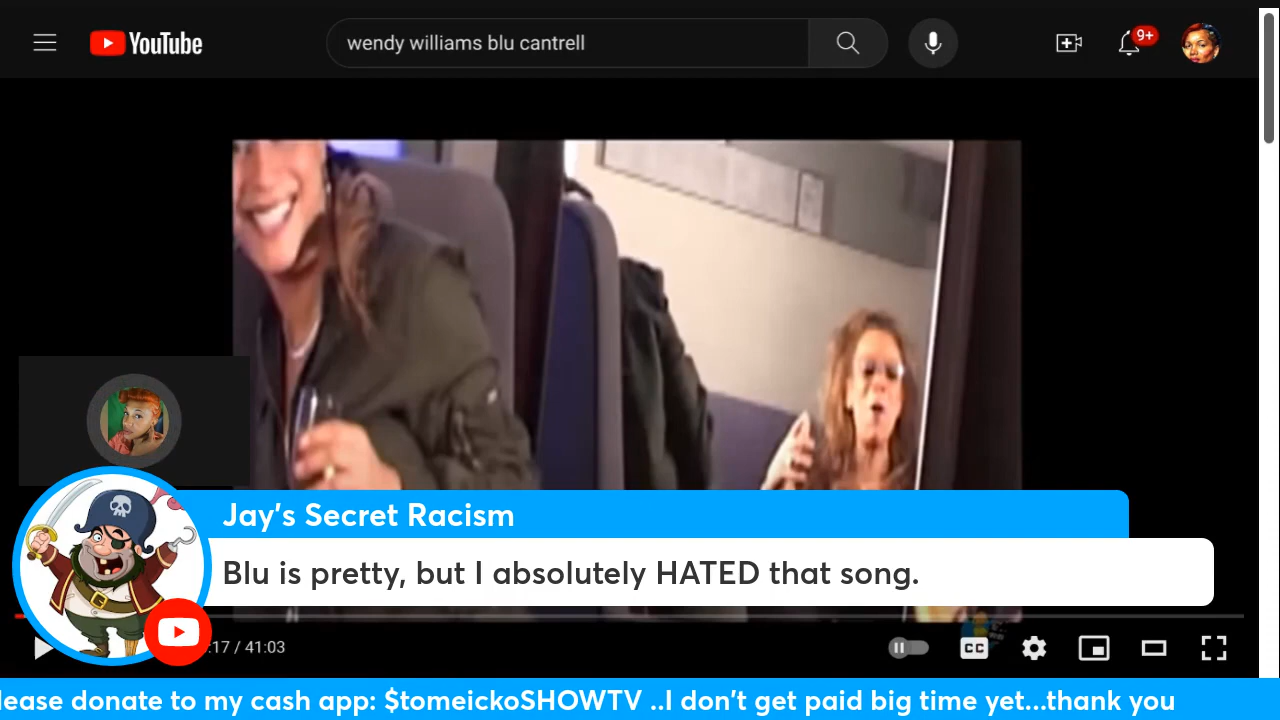 YouTube
wendy williams blu cantrell
9+
Jay's Secret Racism
Blu is pretty, but I absolutely HATED that song.
:17 / 41:03
CC
lease donate to my cash app: $tomeickoSHOWTV ..I don't get paid big time yet...thank you